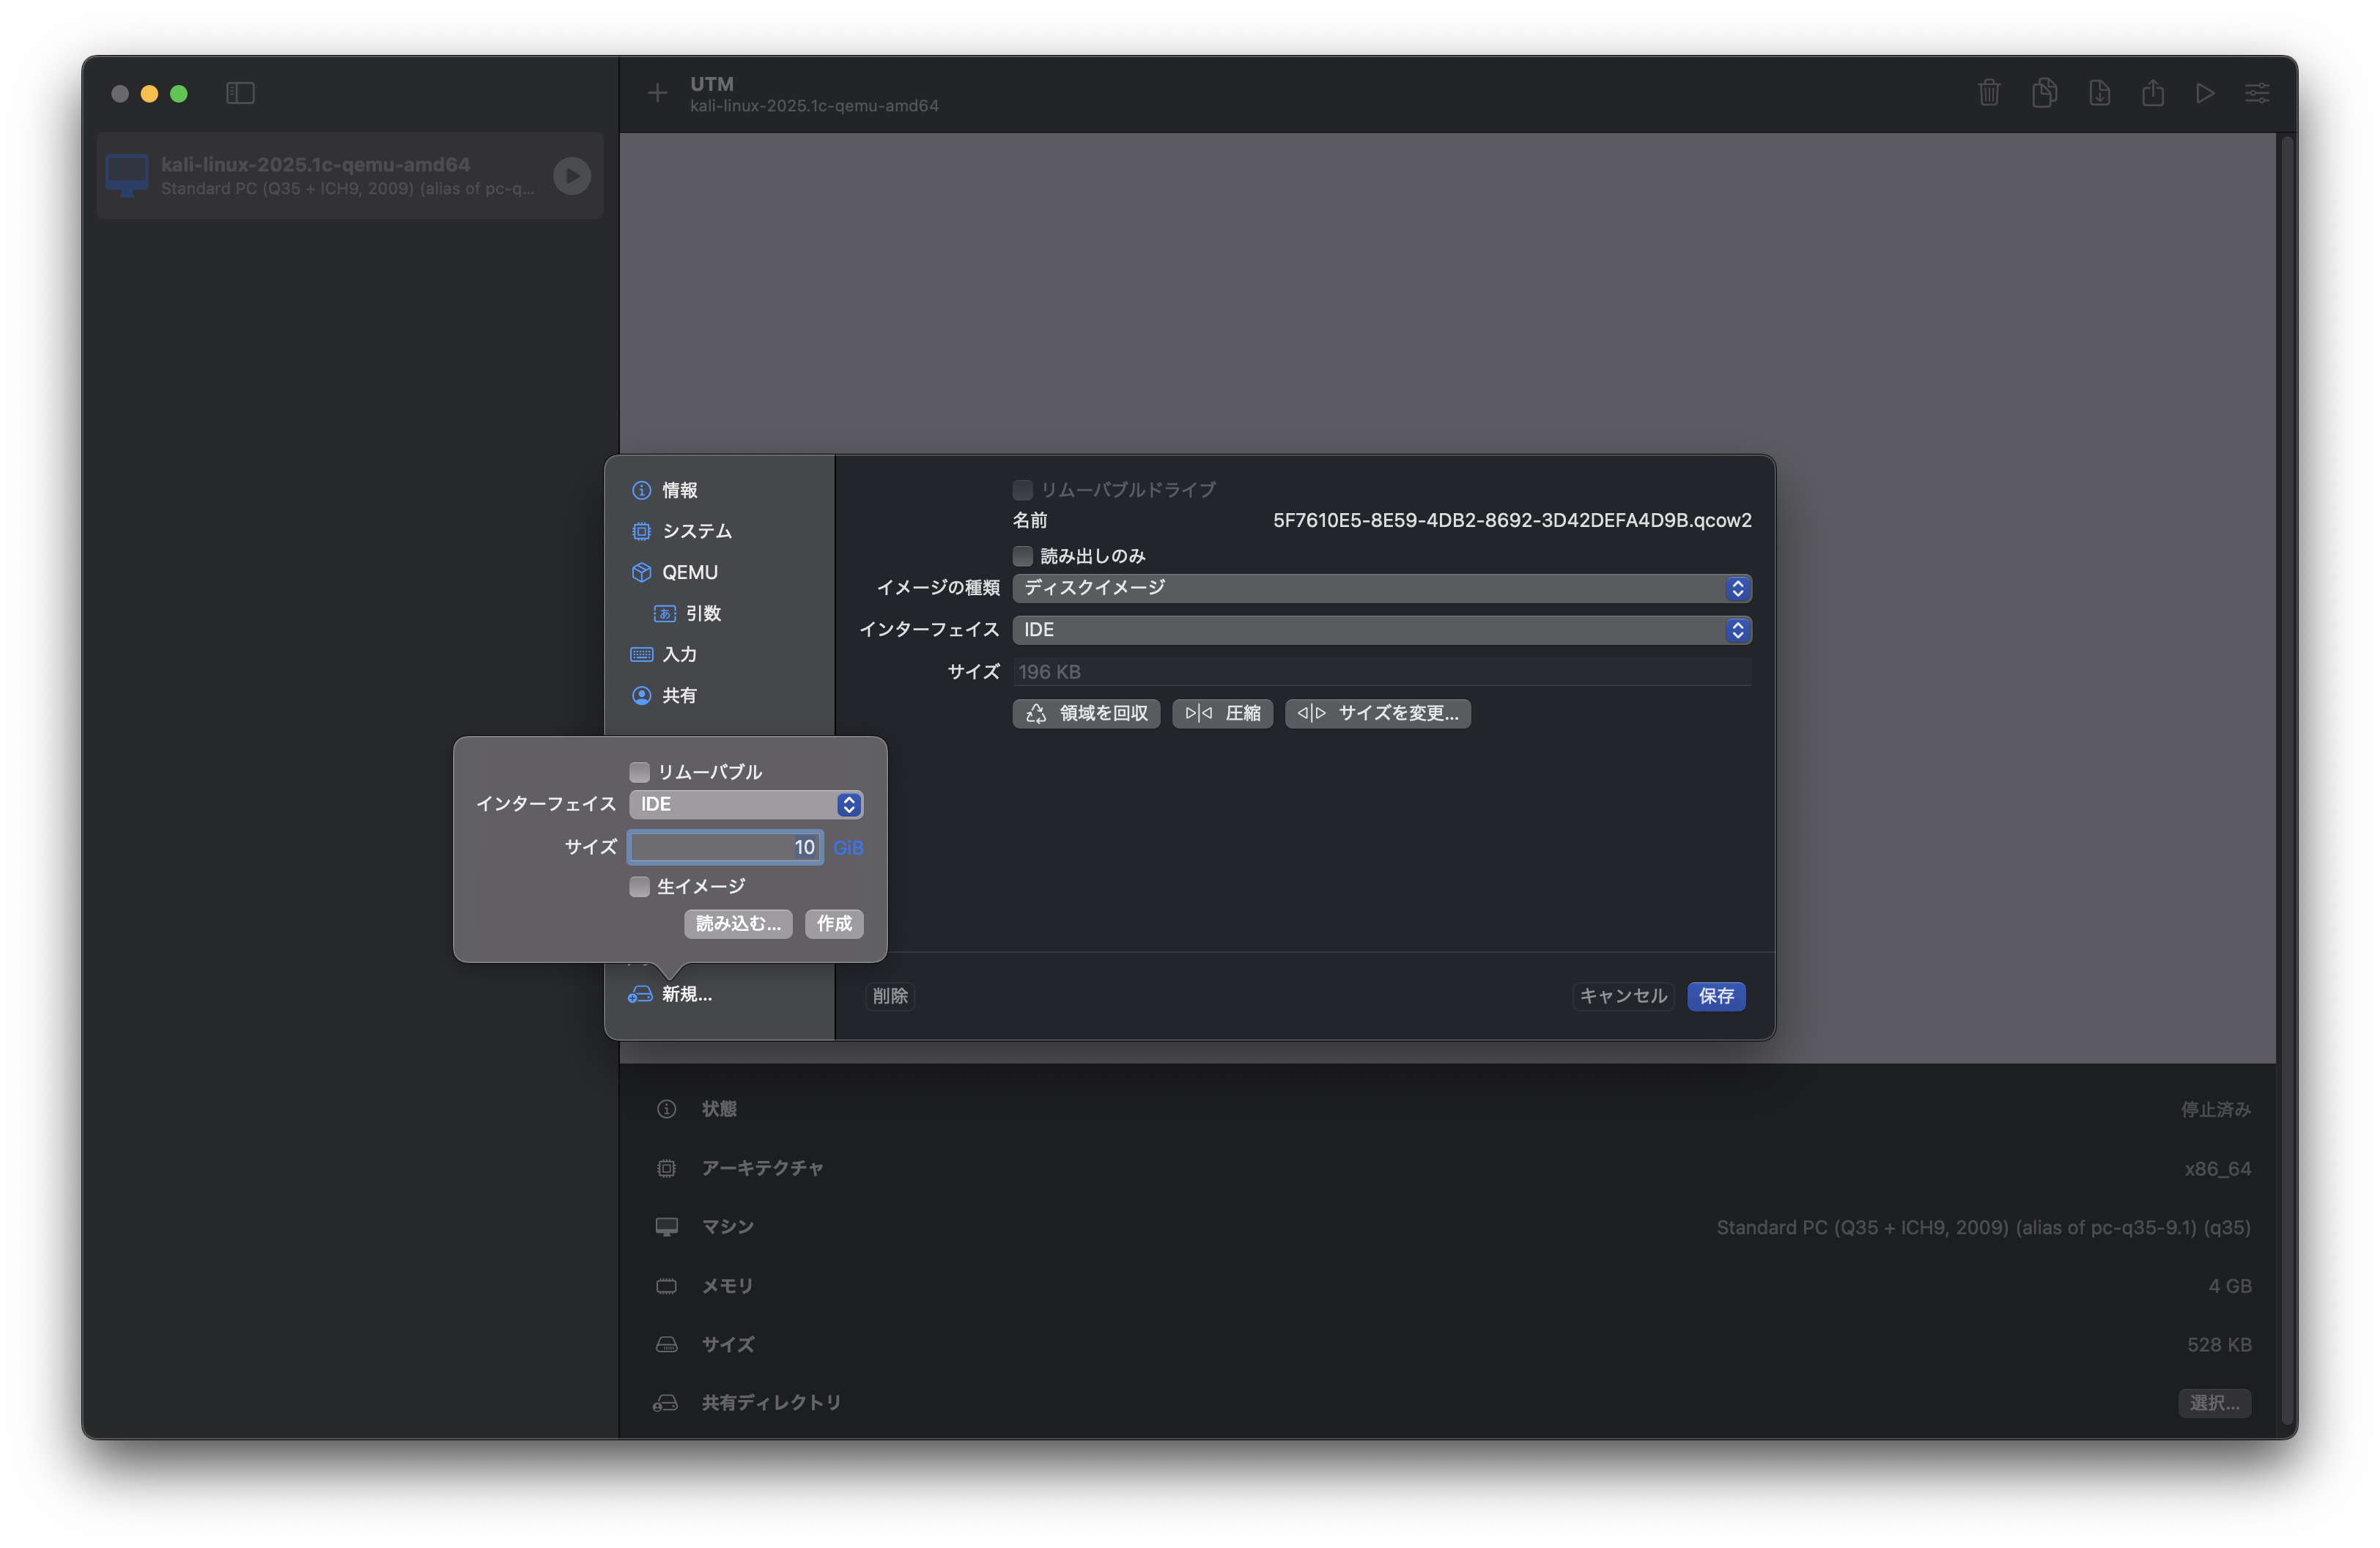 UTM
kali-linux-2025.1c-qemu-amd64
kali-linux-2025.1c-qemu-amd64
Standard PC (Q35 + ICH9, 2009) (alias of pc-q...
情報
システム
QEMU
あ 引数
入力
共有
リムーバブルドライブ
名前 5F7610E5-8E59-4DB2-8692-3D42DEFA4D9B.qcow2
読み出しのみ
イメージの種類 ディスクイメージ
インターフェイス IDE
サイズ 196 KB
領域を回収 圧縮 サイズを変更...
リムーバブル
インターフェイス IDE
サイズ 10 GiB
生イメージ
読み込む... 作成
新規...
削除 キャンセル 保存
状態 停止済み
アーキテクチャ x86_64
マシン Standard PC (Q35 + ICH9, 2009) (alias of pc-q35-9.1) (q35)
メモリ 4 GB
サイズ 528 KB
共有ディレクトリ 選択...